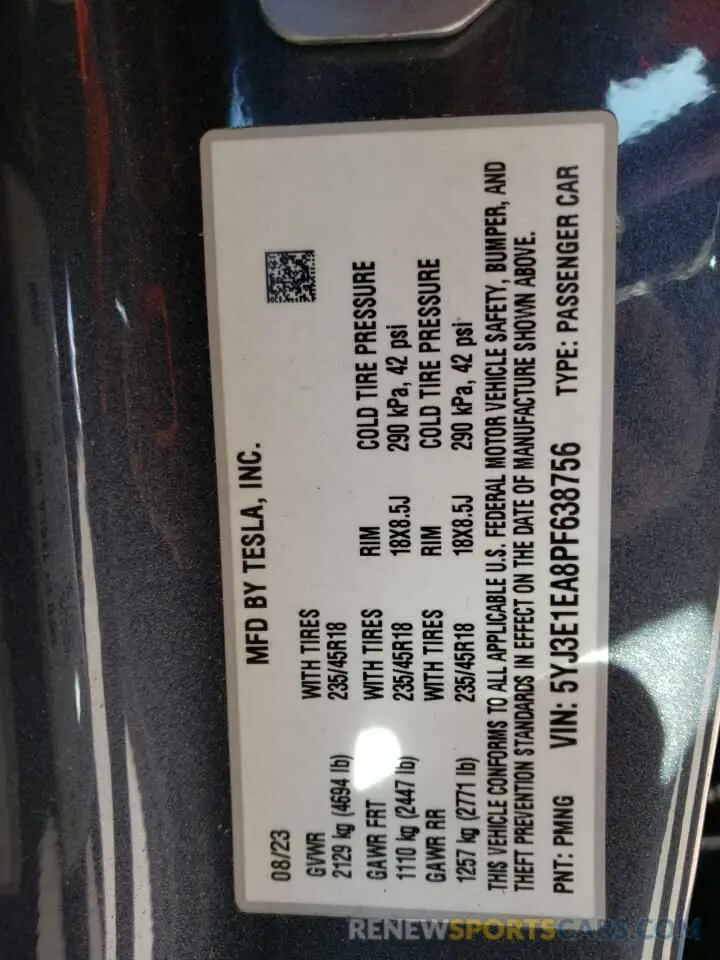 MFD BY TESLA, INC.
08/23
GVWR WITH TIRES
2129 kg (4694 lb) 235/45R18
GAWR FRT WITH TIRES RIM COLD TIRE PRESSURE
1110 kg (2447 lb) 235/45R18 18X8.5J 290 kPa, 42 psi
GAWR RR WITH TIRES RIM COLD TIRE PRESSURE
1257 kg (2771 lb) 235/45R18 18X8.5J 290 kPa, 42 psi
THIS VEHICLE CONFORMS TO ALL APPLICABLE U.S. FEDERAL MOTOR VEHICLE SAFETY, BUMPER, AND
THEFT PREVENTION STANDARDS IN EFFECT ON THE DATE OF MANUFACTURE SHOWN ABOVE.
PNT: PMNG VIN: 5YJ3E1EA8PF638756 TYPE: PASSENGER CAR
RENEWSPORTSCARS.COM